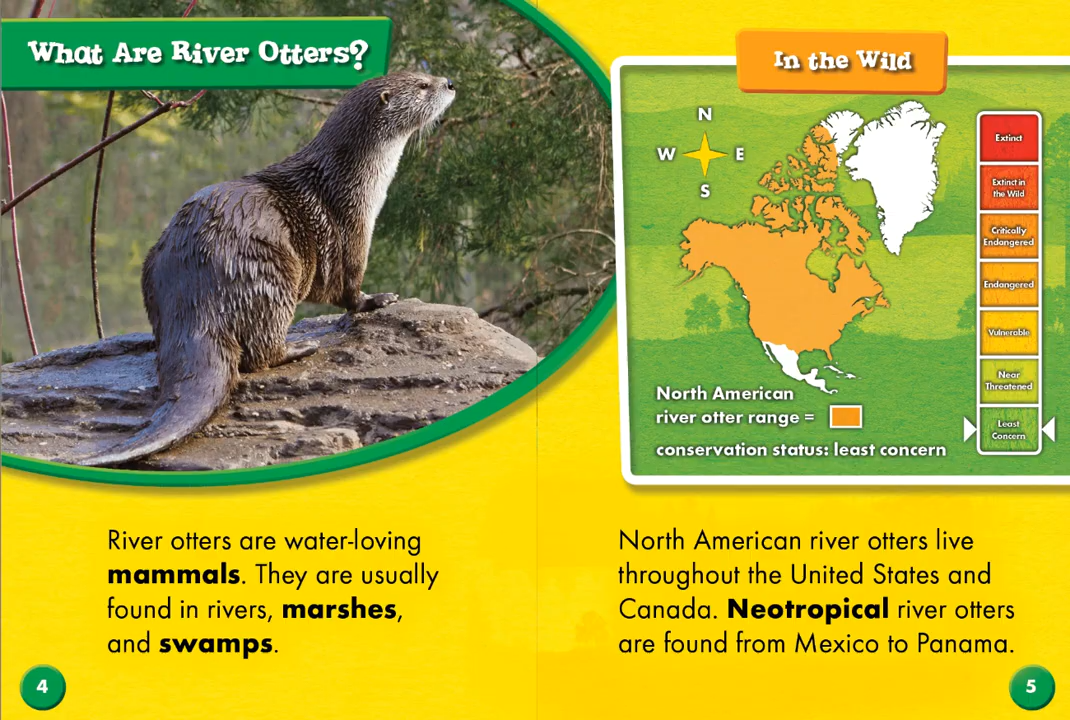 What Are River Otters?
River otters are water-loving
mammals. They are usually
found in rivers, marshes,
and swamps.
4
In the Wild
N
W E
S
Extinct
Extinct in
the Wild
Critically
Endangered
Endangered
Vulnerable
Near
Threatened
Least
Concern
North American
river otter range =
conservation status: least concern
North American river otters live
throughout the United States and
Canada. Neotropical river otters
are found from Mexico to Panama.
5